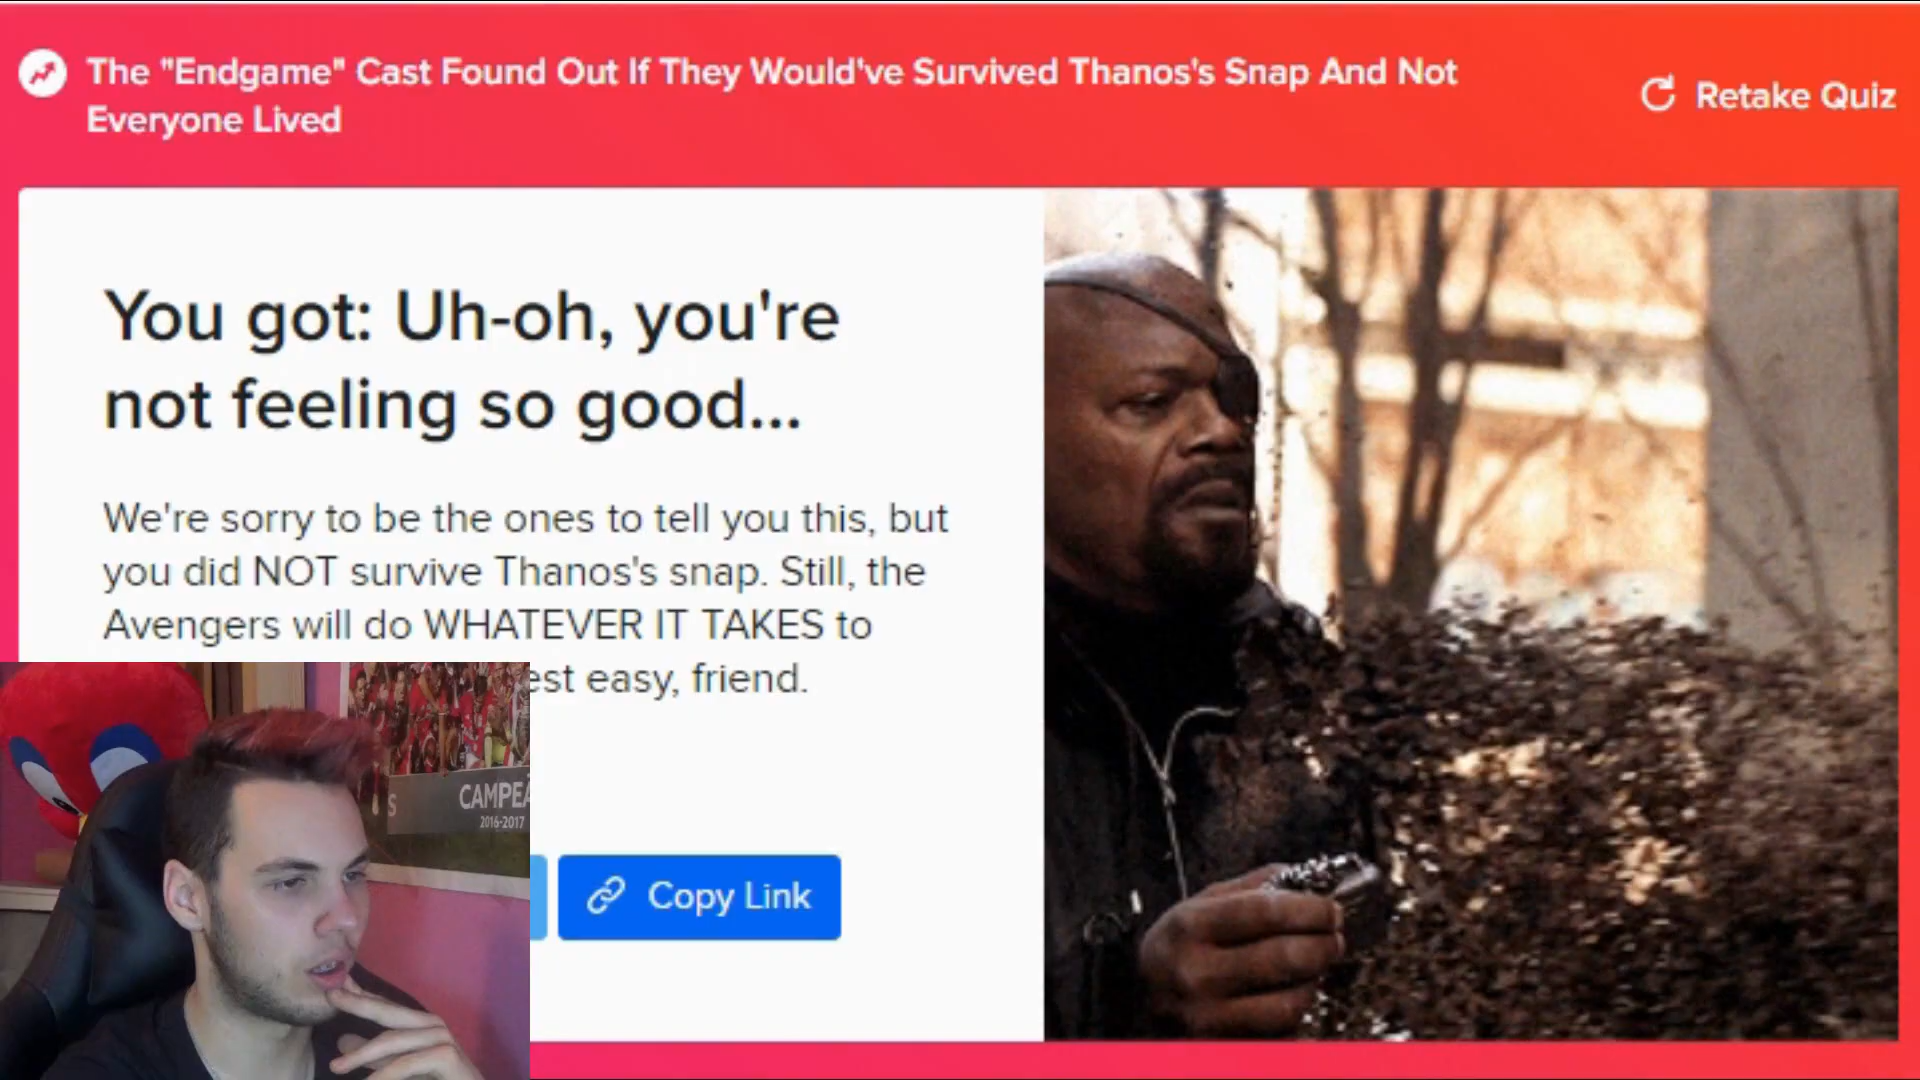 The "Endgame" Cast Found Out If They Would've Survived Thanos's Snap And Not
Everyone Lived
Retake Quiz
You got: Uh-oh, you're
not feeling so good...
We're sorry to be the ones to tell you this, but
you did NOT survive Thanos's snap. Still, the
Avengers will do WHATEVER IT TAKES to
easy, friend.
Copy Link
2016-2017